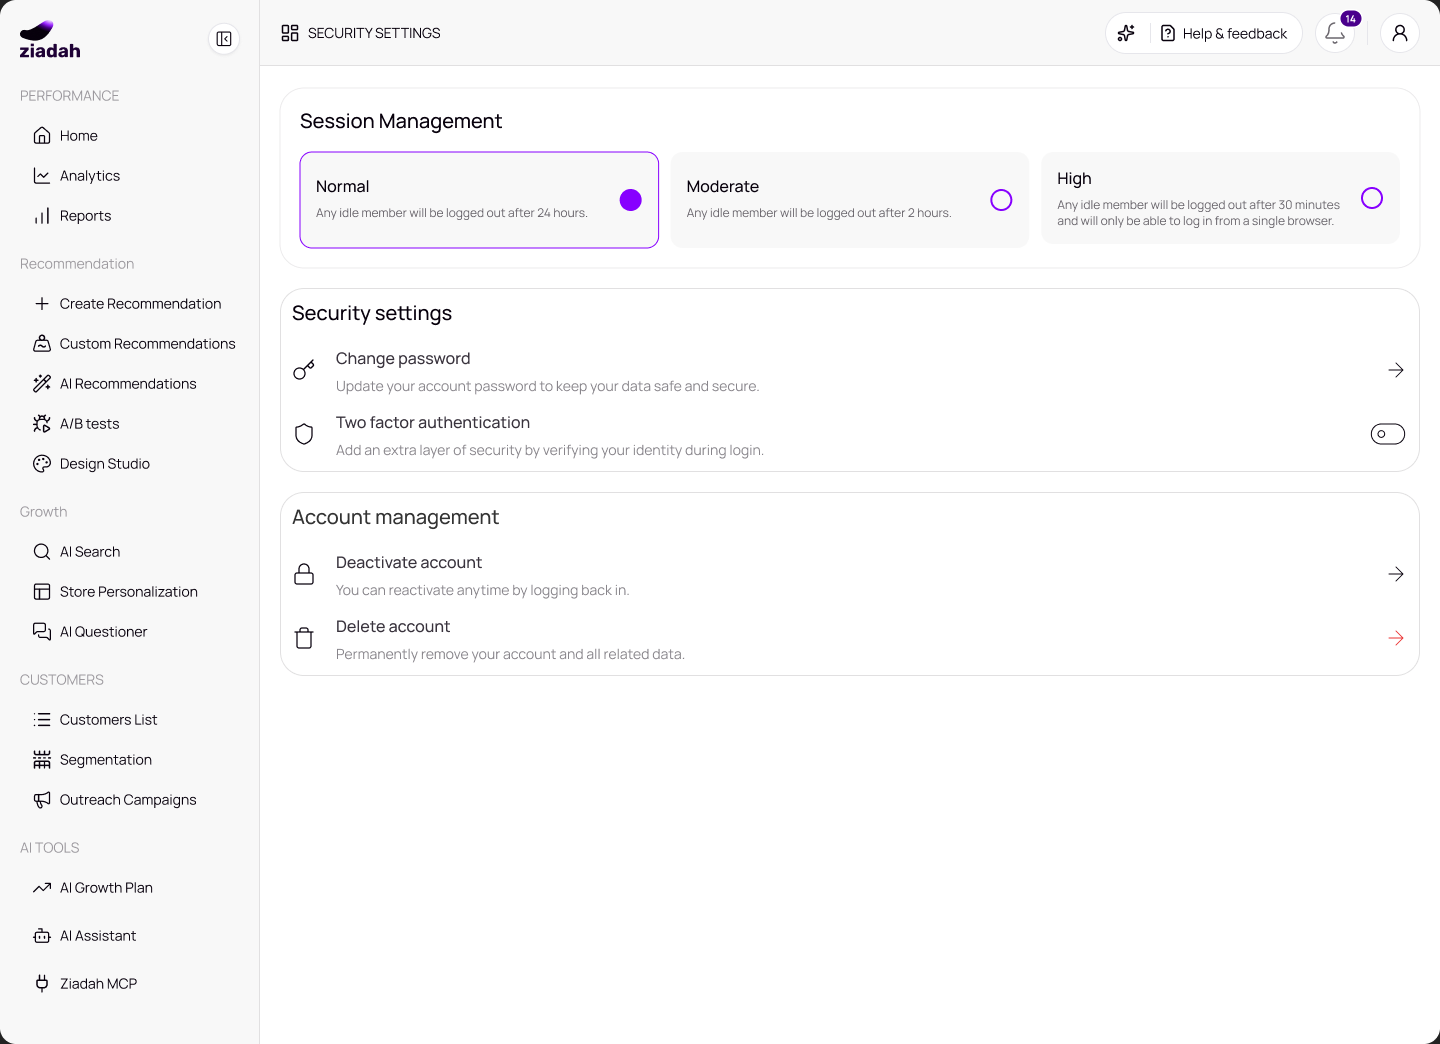 ziadah
PERFORMANCE
Home
Analytics
Reports
Recommendation
Create Recommendation
Custom Recommendations
AI Recommendations
A/B tests
Design Studio
Growth
AI Search
Store Personalization
AI Questioner
CUSTOMERS
Customers List
Segmentation
Outreach Campaigns
AI TOOLS
AI Growth Plan
AI Assistant
Ziadah MCP
SECURITY SETTINGS
Help & feedback
14
Session Management
Normal
Any idle member will be logged out after 24 hours.
Moderate
Any idle member will be logged out after 2 hours.
High
Any idle member will be logged out after 30 minutes
and will only be able to log in from a single browser.
Security settings
Change password
Update your account password to keep your data safe and secure.
Two factor authentication
Add an extra layer of security by verifying your identity during login.
Account management
Deactivate account
You can reactivate anytime by logging back in.
Delete account
Permanently remove your account and all related data.